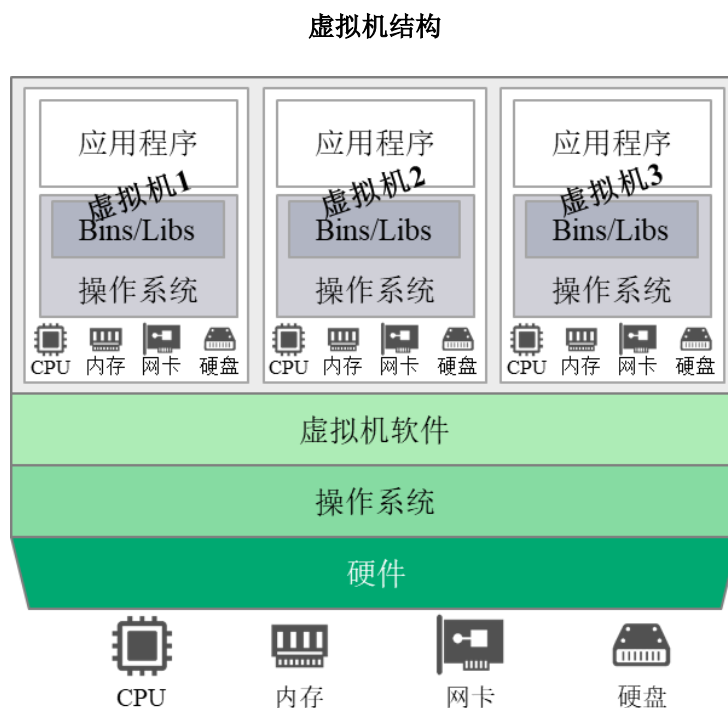 虚拟机结构
应用程序 应用程序 应用程序
虚拟机1 虚拟机2 虚拟机3
Bins/Libs Bins/Libs Bins/Libs
操作系统 操作系统 操作系统
CPU 内存 网卡 硬盘 CPU 内存 网卡 硬盘 CPU 内存 网卡 硬盘
虚拟机软件
操作系统
硬件
CPU 内存 网卡 硬盘